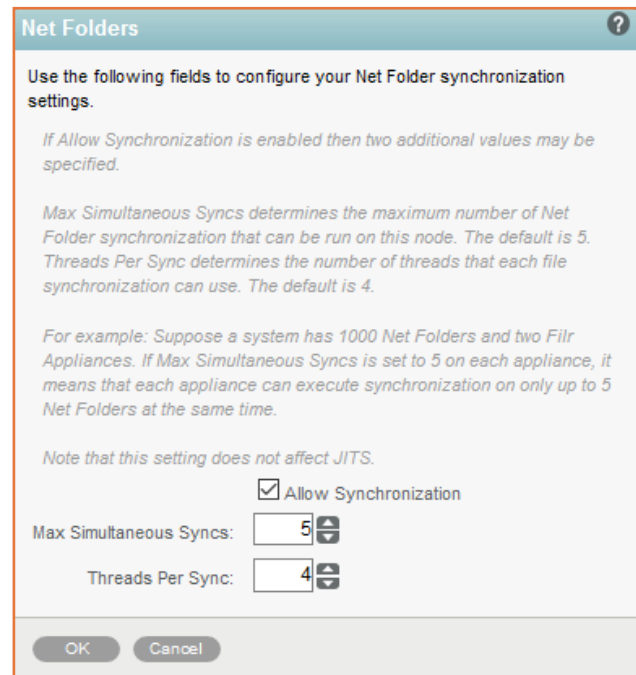 Net Folders
?
Use the following fields to configure your Net Folder synchronization
settings.
If Allow Synchronization is enabled then two additional values may be
specified.
Max Simultaneous Syncs determines the maximum number of Net
Folder synchronization that can be run on this node. The default is 5.
Threads Per Sync determines the number of threads that each file
synchronization can use. The default is 4.
For example: Suppose a system has 1000 Net Folders and two Filr
Appliances. If Max Simultaneous Syncs is set to 5 on each appliance, it
means that each appliance can execute synchronization on only up to 5
Net Folders at the same time.
Note that this setting does not affect JITS.
Allow Synchronization
Max Simultaneous Syncs: 5
Threads Per Sync: 4
OK Cancel